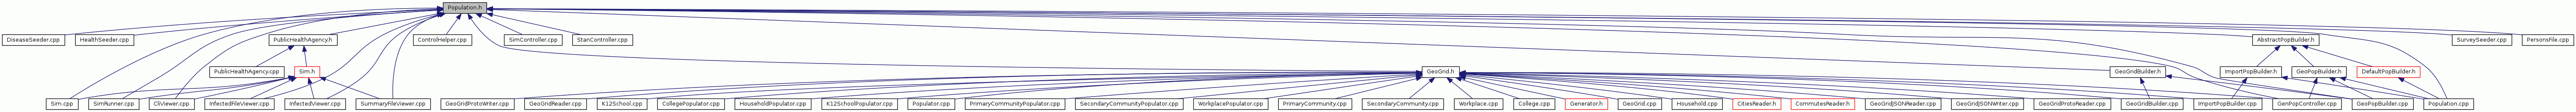 Population.h
DiseaseSeeder.cpp
HealthSeeder.cpp
PublicHealthAgency.h
ControlHelper.cpp
SimController.cpp
StanController.cpp
AbstractPopBuilder.h
SurveySeeder.cpp
PersonsFile.cpp
PublicHealthAgency.cpp
Sim.h
GeoGrid.h
GeoGridBuilder.h
ImportPopBuilder.h
GeoPopBuilder.h
DefaultPopBuilder.h
Sim.cpp
SimRunner.cpp
CliViewer.cpp
InfectedFileViewer.cpp
InfectedViewer.cpp
SummaryFileViewer.cpp
GeoGridProtoWriter.cpp
GeoGridReader.cpp
K12School.cpp
CollegePopulator.cpp
HouseholdPopulator.cpp
K12SchoolPopulator.cpp
Populator.cpp
PrimaryCommunityPopulator.cpp
SecondaryCommunityPopulator.cpp
WorkplacePopulator.cpp
PrimaryCommunity.cpp
SecondaryCommunity.cpp
Workplace.cpp
College.cpp
Generator.h
GeoGrid.cpp
Household.cpp
CitiesReader.h
CommutesReader.h
GeoGridJSONReader.cpp
GeoGridJSONWriter.cpp
GeoGridProtoReader.cpp
GeoGridBuilder.cpp
ImportPopBuilder.cpp
GenPopController.cpp
GeoPopBuilder.cpp
Population.cpp